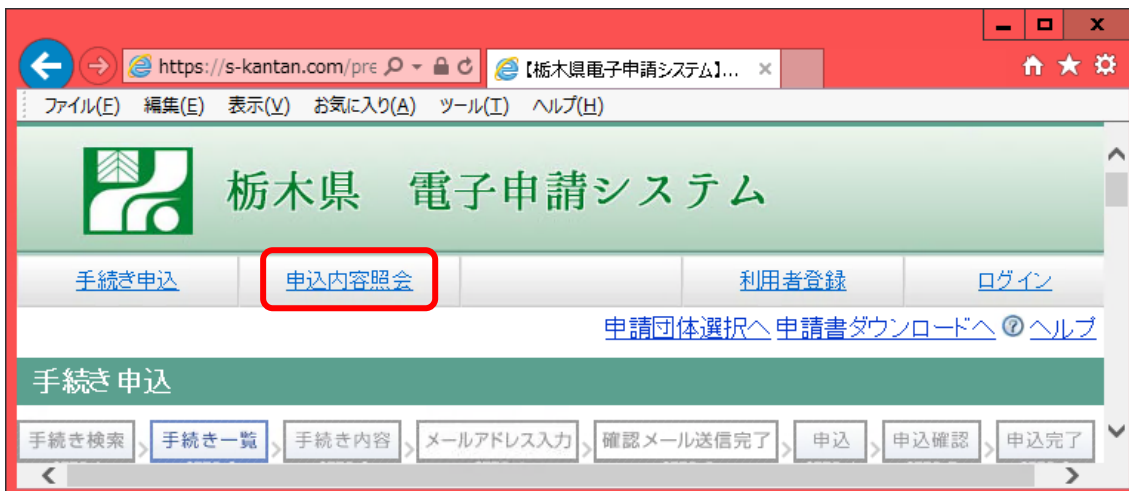 https://s-kantan.com/pre
【栃木県電子申請システム】... ×
ファイル(F) 編集(E) 表示(V) お気に入り(A) ツール(T) ヘルプ(H)
栃木県 電子申請システム
手続き申込 申込内容照会 利用者登録 ログイン
申請団体選択へ 申請書ダウンロードへ ? ヘルプ
手続き申込
手続き検索 > 手続き一覧 > 手続き内容 > メールアドレス入力 > 確認メール送信完了 > 申込 > 申込確認 > 申込完了